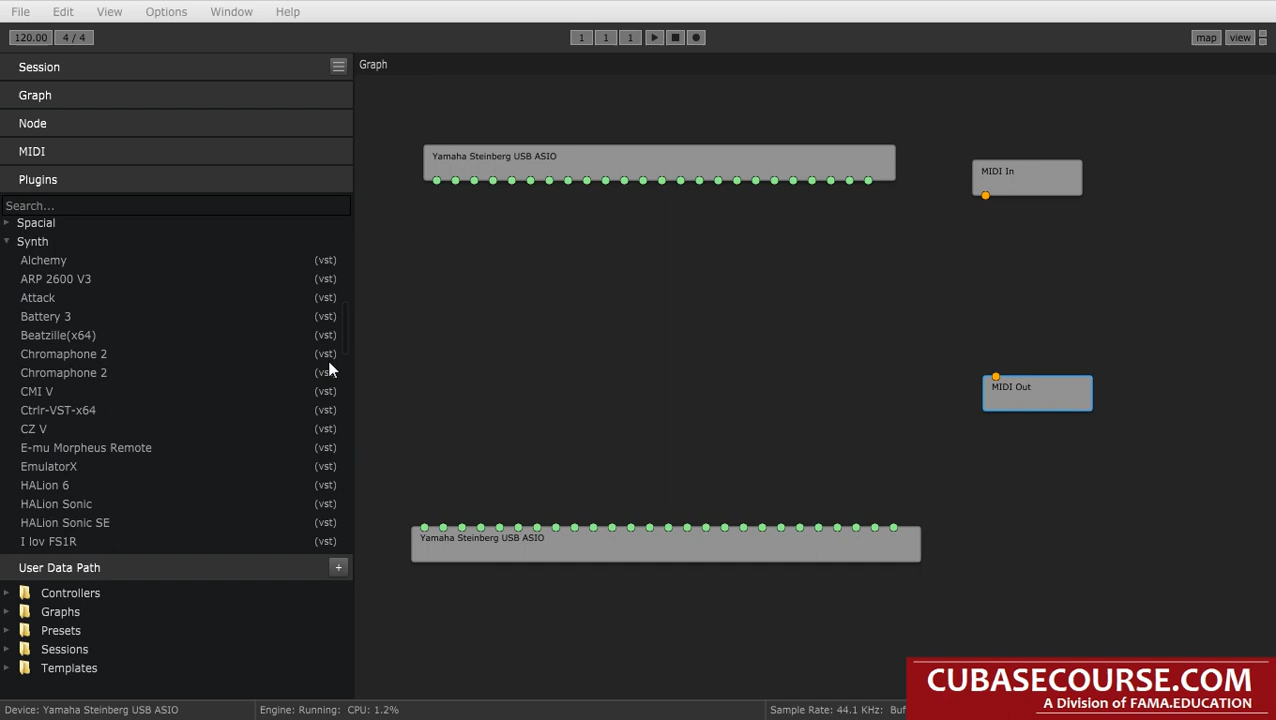 File Edit View Options Window Help
120.00 4 / 4 1 1 1 map view
Session
Graph
Graph
Node
MIDI
Plugins
Search...
Spacial
Synth
Alchemy (vst)
ARP 2600 V3 (vst)
Attack (vst)
Battery 3 (vst)
Beatzille(x64) (vst)
Chromaphone 2 (vst)
Chromaphone 2 (vst)
CMI V (vst)
Ctrlr-VST-x64 (vst)
CZ V (vst)
E-mu Morpheus Remote (vst)
EmulatorX (vst)
HALion 6 (vst)
HALion Sonic (vst)
HALion Sonic SE (vst)
I lov FS1R (vst)
User Data Path +
Controllers
Graphs
Presets
Sessions
Templates
Yamaha Steinberg USB ASIO
MIDI In
MIDI Out
Yamaha Steinberg USB ASIO
CUBASECOURSE.COM
A Division of FAMA.EDUCATION
Device: Yamaha Steinberg USB ASIO Engine: Running: CPU: 1.2% Sample Rate: 44.1 KHz: